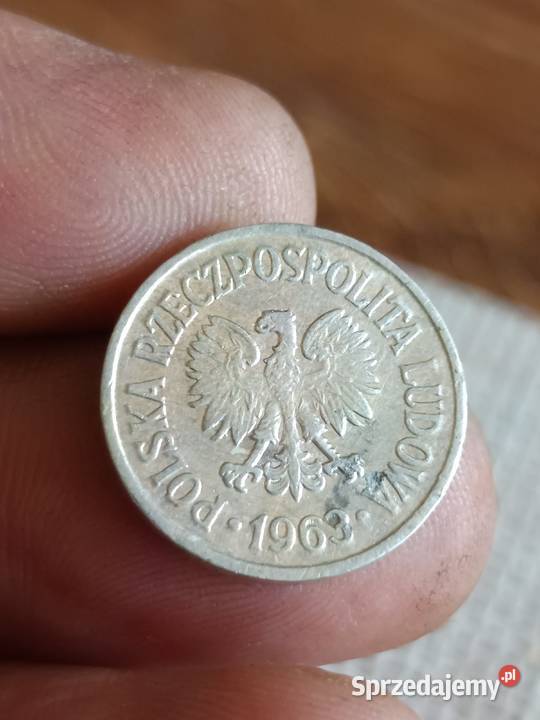 POLSKA RZECZPOSPOLITA LUDOWA
· 1963 ·
Sprzedajemy.pl